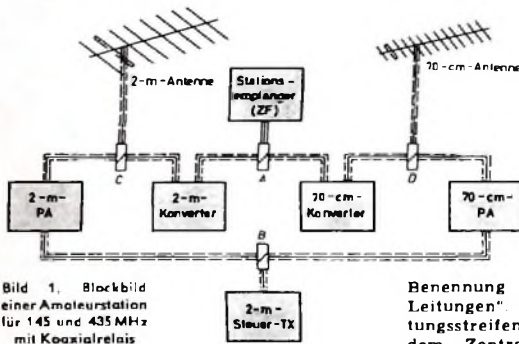 2-m-Antenne
Stations-
empfänger
(ZF)
70-cm-Antenne
C
A
D
2-m-
PA
2-m-
Konverter
70-cm-
Konverter
70-cm-
PA
B
2-m-
Steuer-TX
Bild 1. Blockbild
einer Amateurstation
für 145 und 435 MHz
mit Koaxialrelais
Benennung
Leitungen".
tungsstreifen
dem Zentra